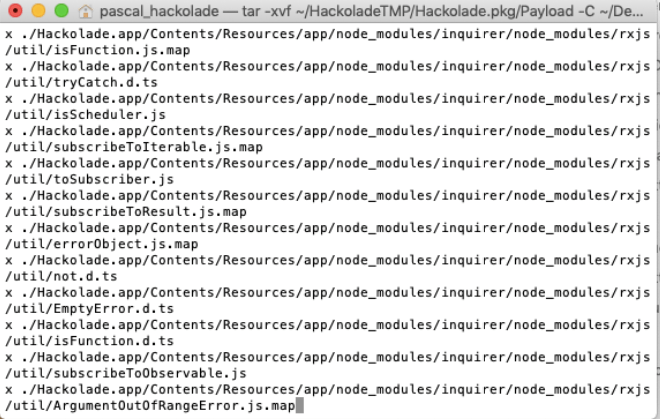 pascal_hackolade — tar -xvf ~/HackoladeTMP/Hackolade.pkg/Payload -C ~/De...
x ./Hackolade.app/Contents/Resources/app/node_modules/inquirer/node_modules/rxjs
/util/isFunction.js.map
x ./Hackolade.app/Contents/Resources/app/node_modules/inquirer/node_modules/rxjs
/util/tryCatch.d.ts
x ./Hackolade.app/Contents/Resources/app/node_modules/inquirer/node_modules/rxjs
/util/isScheduler.js
x ./Hackolade.app/Contents/Resources/app/node_modules/inquirer/node_modules/rxjs
/util/subscribeToIterable.js.map
x ./Hackolade.app/Contents/Resources/app/node_modules/inquirer/node_modules/rxjs
/util/toSubscriber.js
x ./Hackolade.app/Contents/Resources/app/node_modules/inquirer/node_modules/rxjs
/util/subscribeToResult.js.map
x ./Hackolade.app/Contents/Resources/app/node_modules/inquirer/node_modules/rxjs
/util/errorObject.js.map
x ./Hackolade.app/Contents/Resources/app/node_modules/inquirer/node_modules/rxjs
/util/not.d.ts
x ./Hackolade.app/Contents/Resources/app/node_modules/inquirer/node_modules/rxjs
/util/EmptyError.d.ts
x ./Hackolade.app/Contents/Resources/app/node_modules/inquirer/node_modules/rxjs
/util/isFunction.d.ts
x ./Hackolade.app/Contents/Resources/app/node_modules/inquirer/node_modules/rxjs
/util/subscribeToObservable.js
x ./Hackolade.app/Contents/Resources/app/node_modules/inquirer/node_modules/rxjs
/util/ArgumentOutOfRangeError.js.map